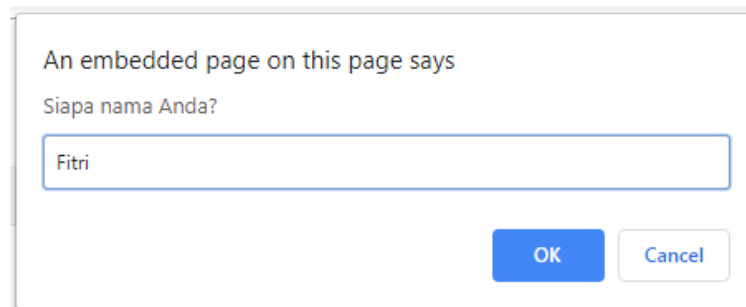 An embedded page on this page says
Siapa nama Anda?
Fitri
OK
Cancel